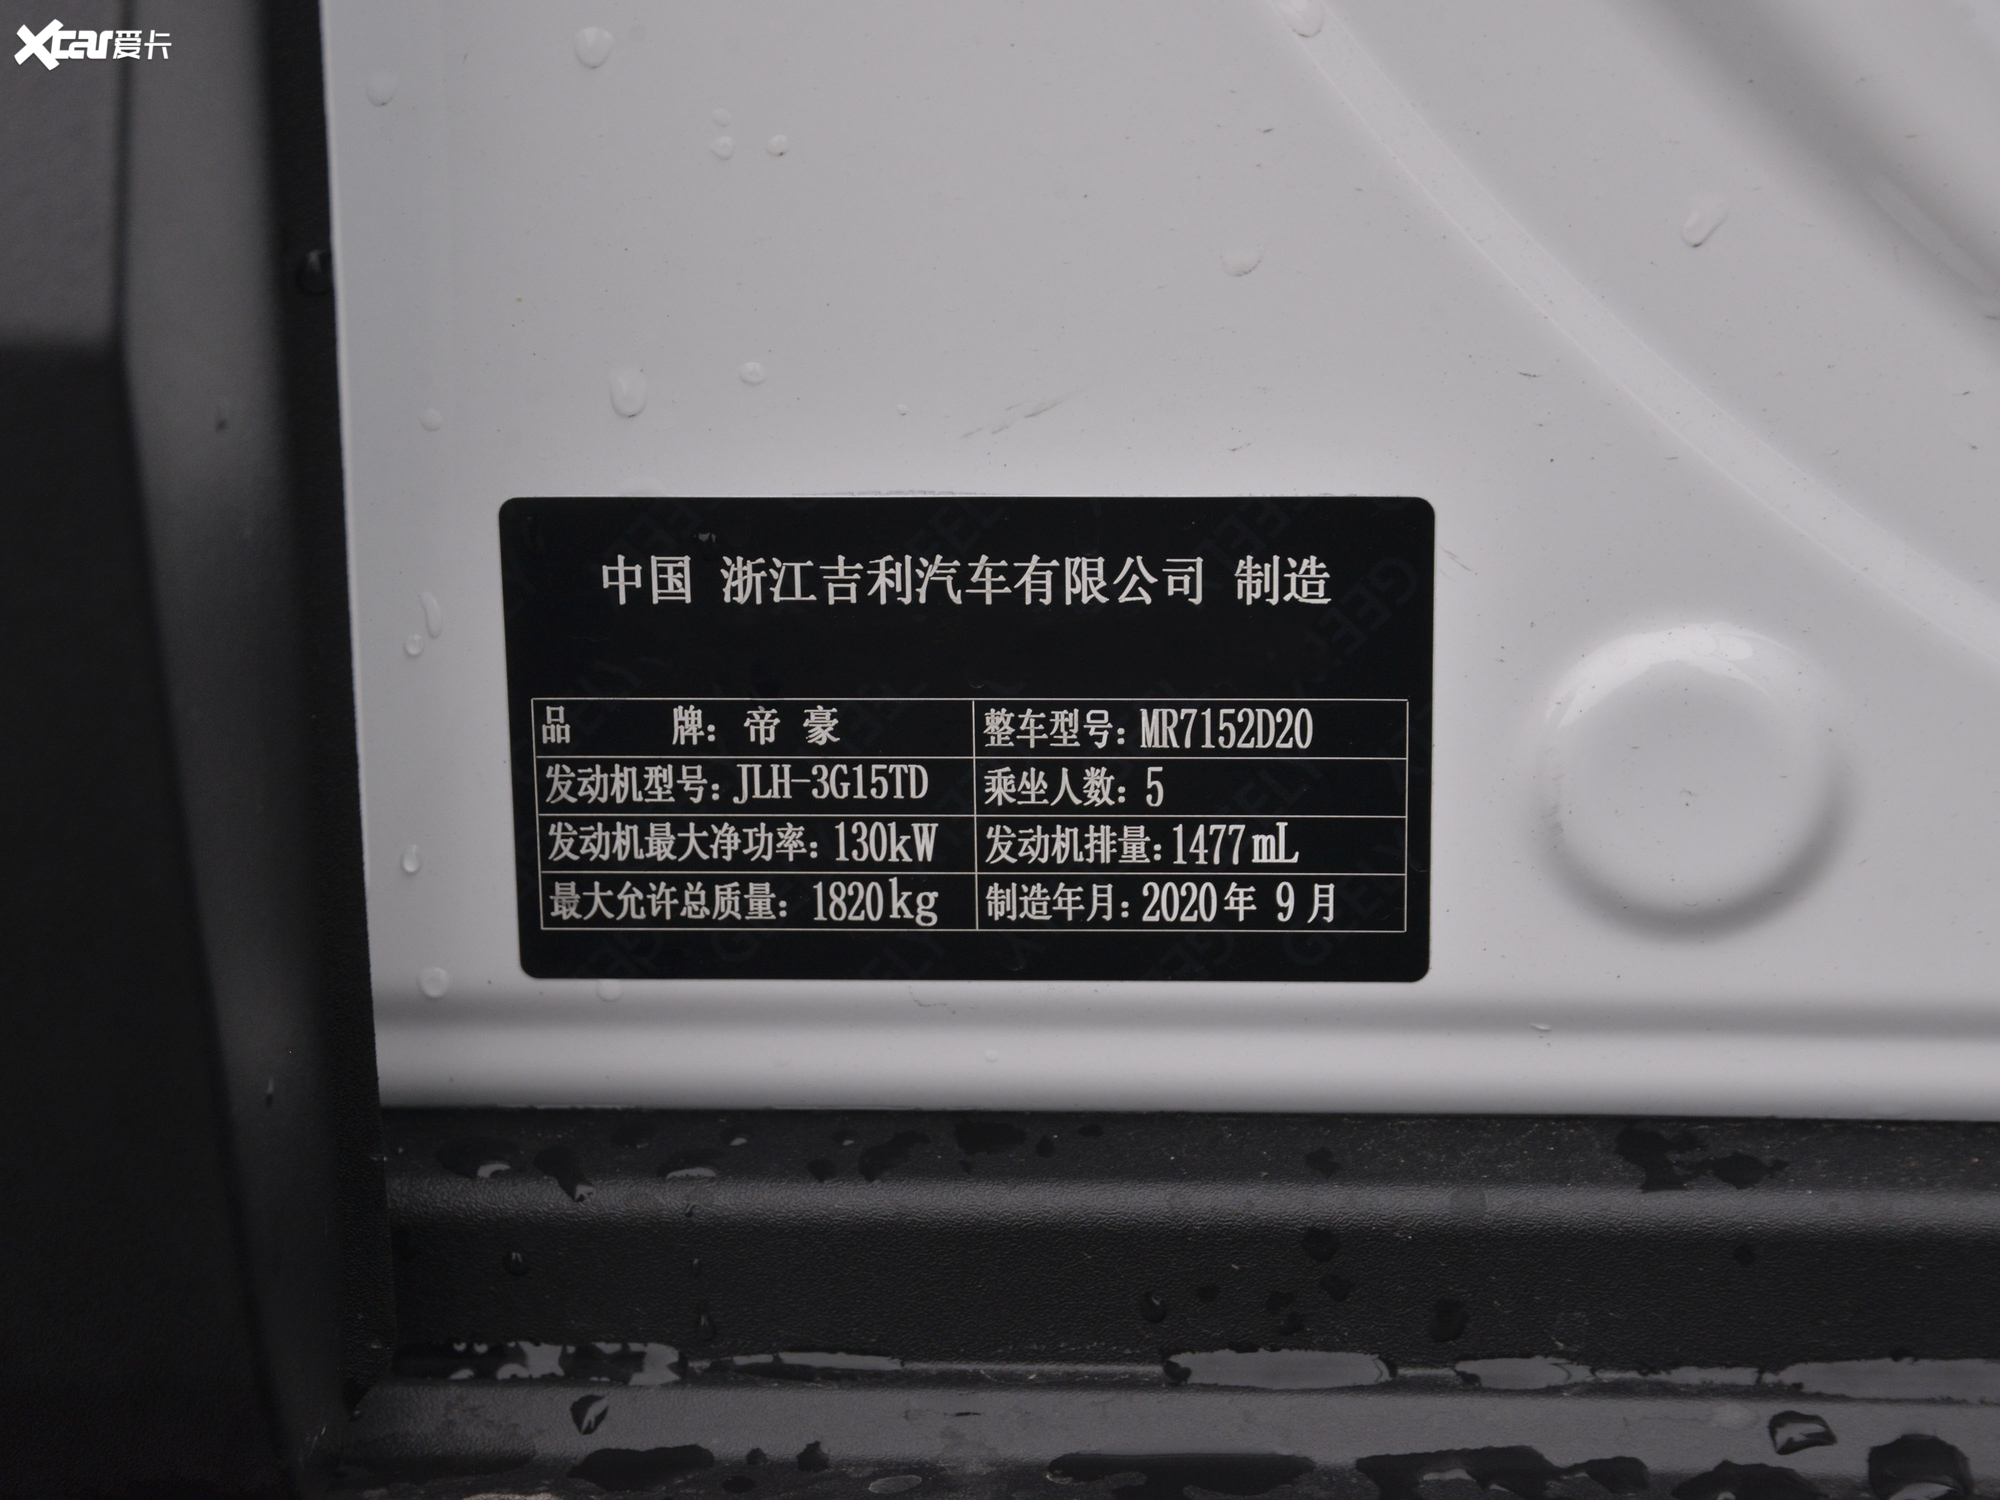 Xcar爱卡
中国 浙江吉利汽车有限公司 制造
品 牌: 帝 豪 整车型号: MR7152D20
发动机型号: JLH-3G15TD 乘坐人数: 5
发动机最大净功率: 130kW 发动机排量: 1477mL
最大允许总质量: 1820kg 制造年月: 2020年 9月